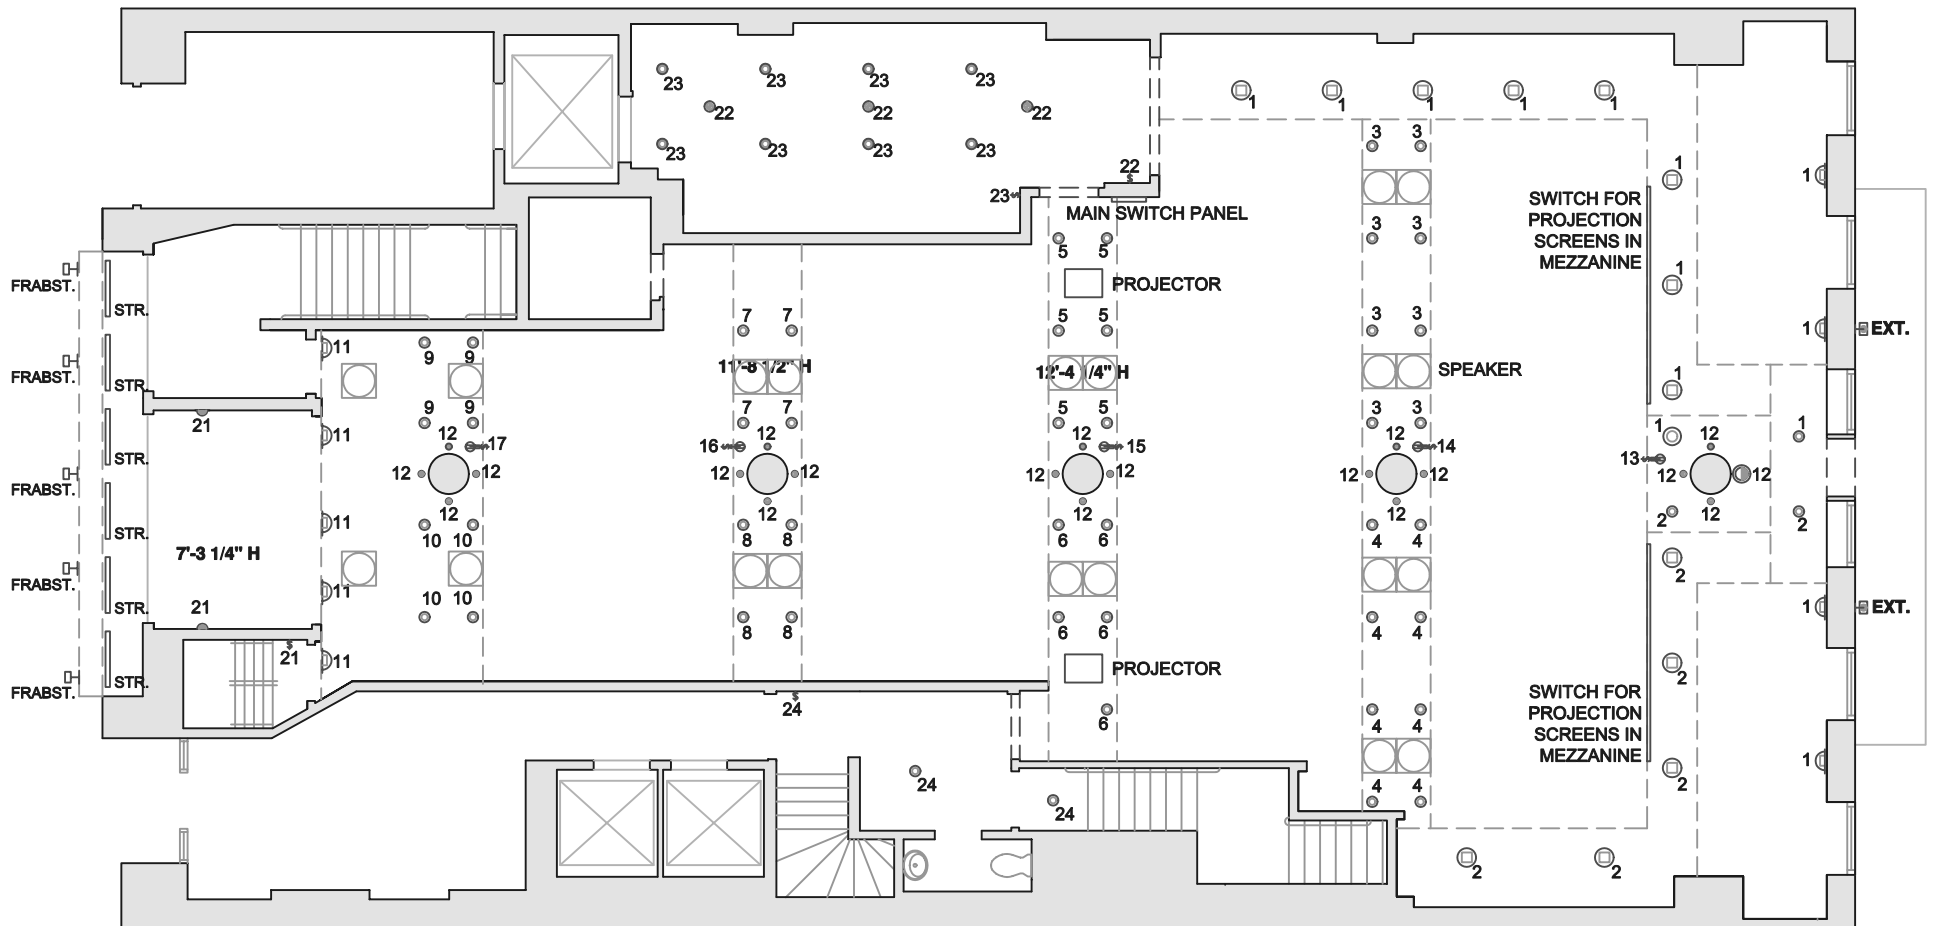 23 23 23 23
22 22 22
23 23 23 23
1 1 1 1 1
3 3
22
23
1
1
MAIN SWITCH PANEL
SWITCH FOR
PROJECTION
SCREENS IN
MEZZANINE
5 5
3 3
1
FRABST.
STR.
PROJECTOR
7 7
5 5
3 3
1
EXT.
11
9 9
11'-8 1/2" H
12'-4 1/4" H
SPEAKER
FRABST.
STR.
1
9 9
7 7
5 5
3 3
21
11
1
1
12
17
16
12
12
15
12
14
12
13
12 12
12 12
12 12
12 12
12 12
12
12
12
12
12
STR.
FRABST.
11
10 10
8 8
6 6
4 4
2
2
STR.
7'-3 1/4" H
2
FRABST.
11
10 10
21
STR.
1
EXT.
8 8
6 6
4 4
21
11
FRABST.
STR.
PROJECTOR
2
24
6
4 4
SWITCH FOR
PROJECTION
SCREENS IN
MEZZANINE
1
24
24
4 4
2
2
2